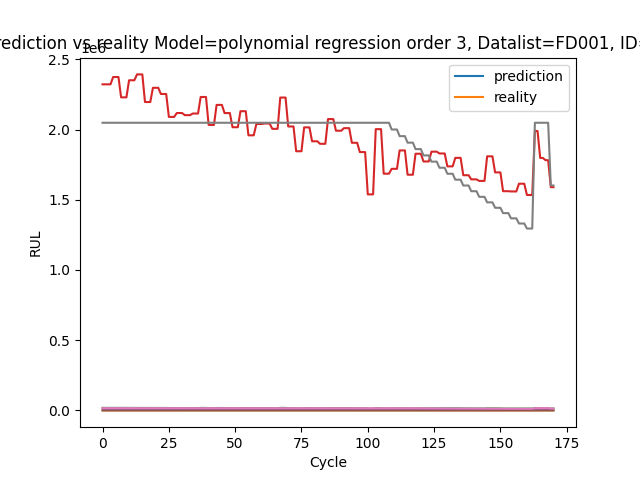 rediction vs reality Model=polynomial regression order 3, Datalist=FD001, ID=
1e6
2.5
2.0
1.5
1.0
0.5
0.0
RUL
prediction
reality
0 25 50 75 100 125 150 175
Cycle